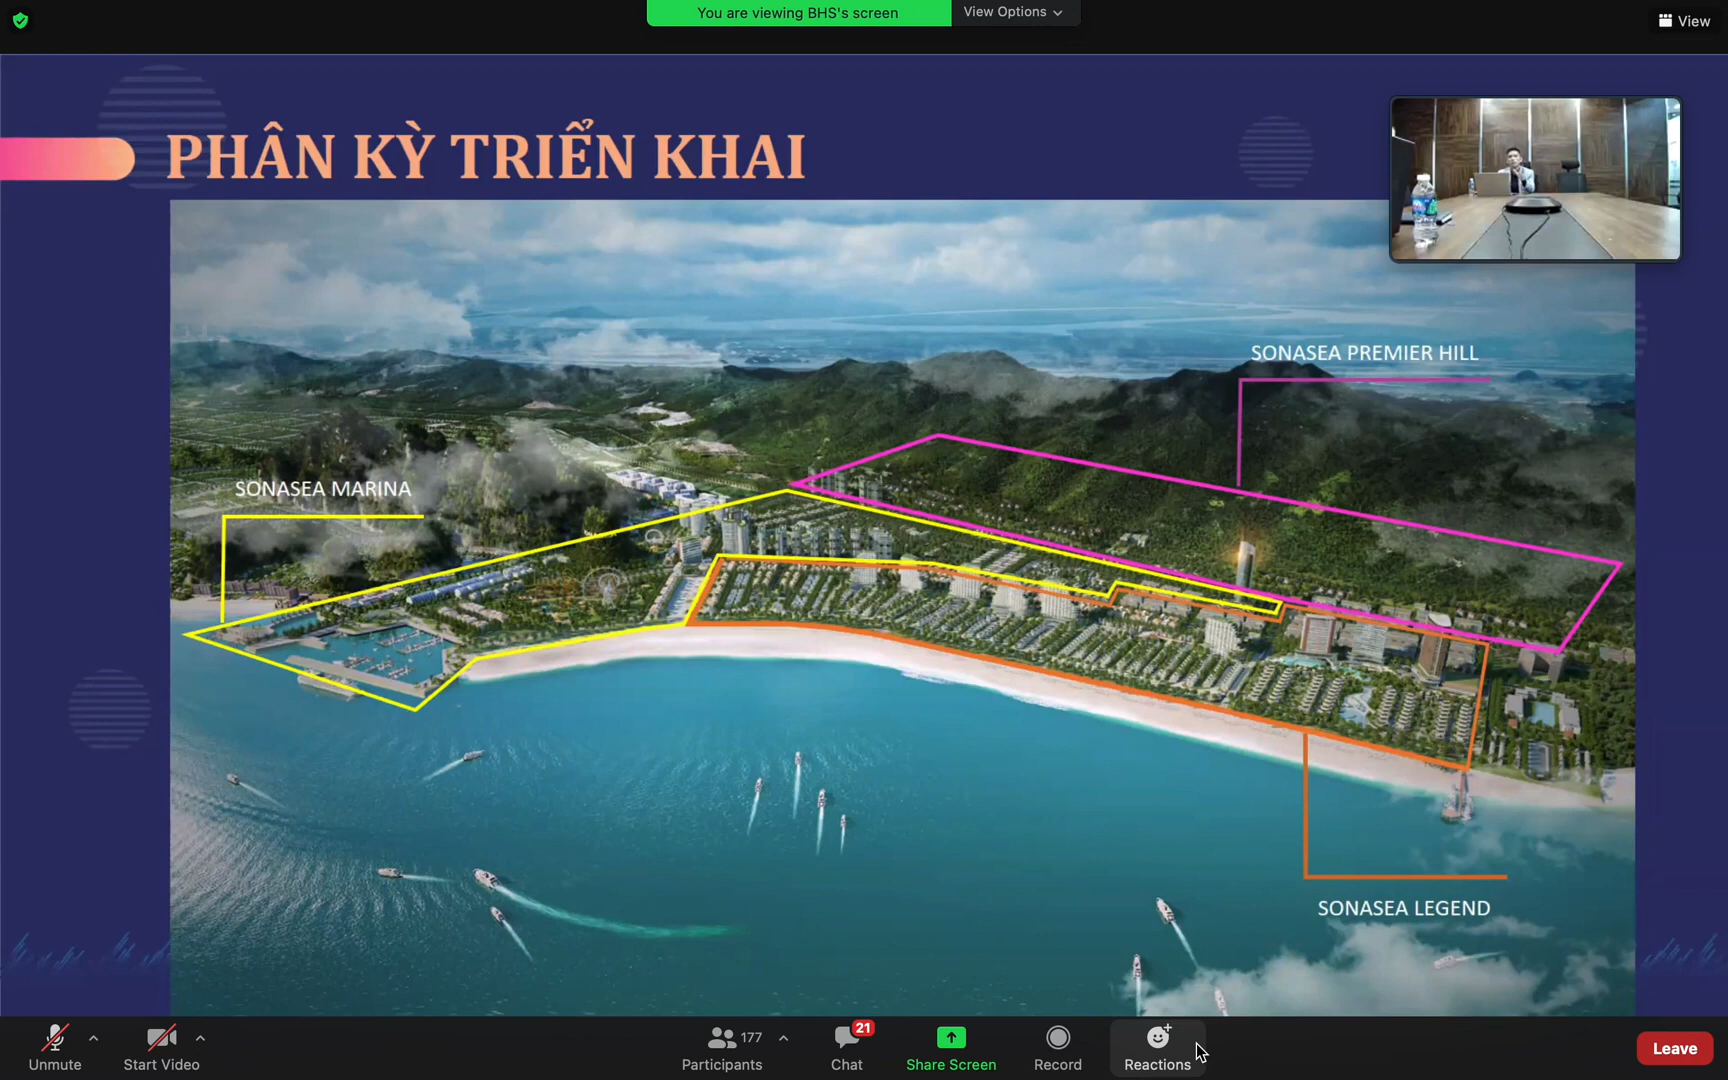 You are viewing BHS's screen
View Options
View
PHÂN KỲ TRIỂN KHAI
SONASEA PREMIER HILL
SONASEA MARINA
SONASEA LEGEND
Unmute
Start Video
177
Participants
21
Chat
Share Screen
Record
Reactions
Leave